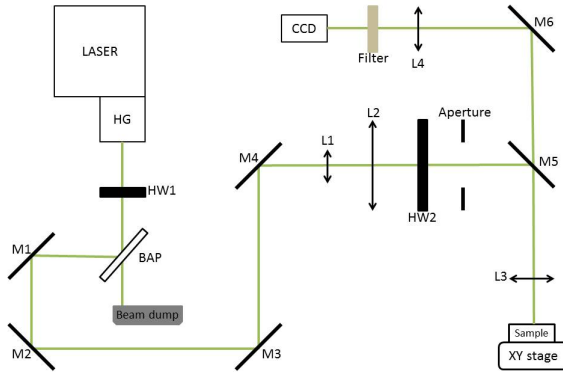 LASER
HG
HW1
M1
BAP
Beam dump
M2
M3
M4
L1
L2
HW2
Aperture
M5
CCD
Filter
L4
M6
L3
Sample
XY stage